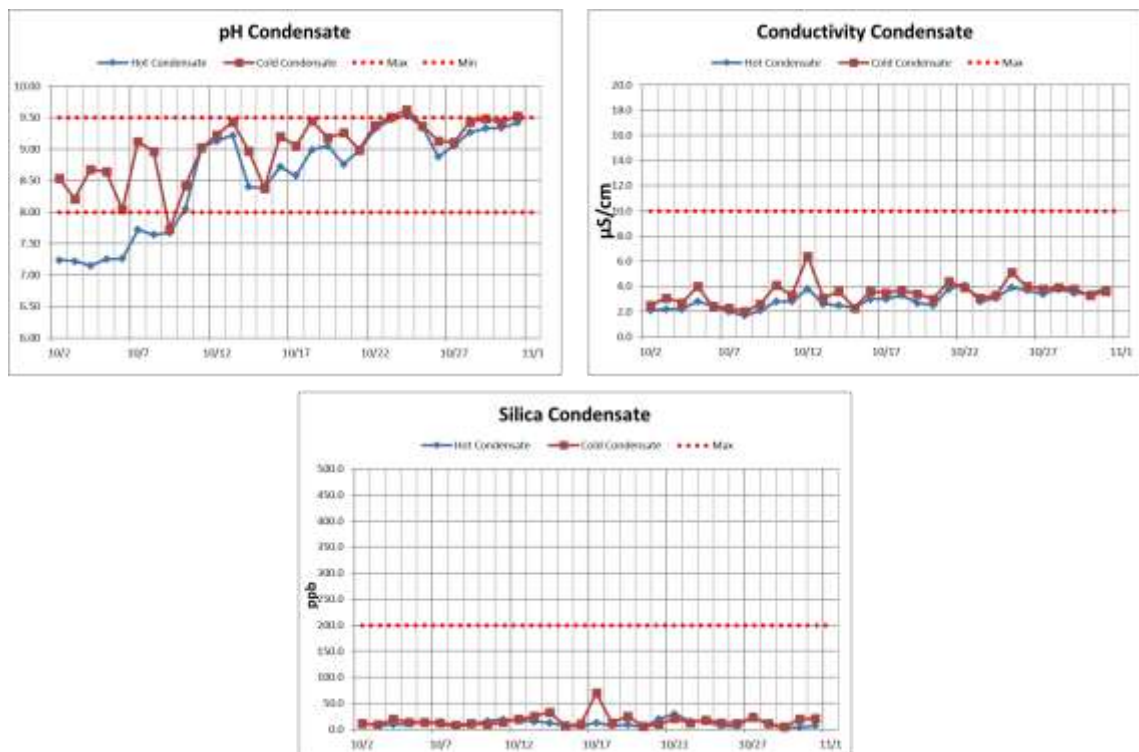 pH Condensate
Hot Condensate Cold Condensate Max Min
10.00
9.50
9.00
8.50
8.00
7.50
7.00
6.50
6.00
10/2 10/7 10/12 10/17 10/22 10/27 11/1
Conductivity Condensate
Hot Condensate Cold Condensate Max
20.0
18.0
16.0
14.0
12.0
10.0
8.0
6.0
4.0
2.0
0.0
µS/cm
10/2 10/7 10/12 10/17 10/22 10/27 11/1
Silica Condensate
Hot Condensate Cold Condensate Max
500.0
450.0
400.0
350.0
300.0
250.0
200.0
150.0
100.0
50.0
0.0
ppb
10/2 10/7 10/12 10/17 10/22 10/27 11/1